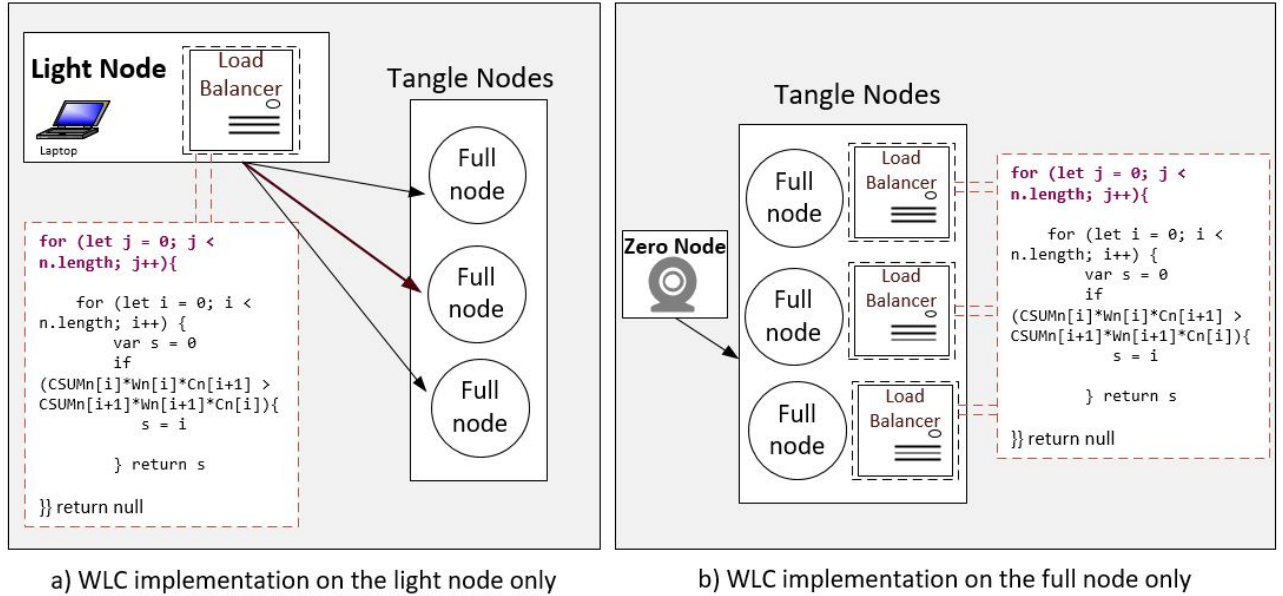 Light Node
Laptop
Load
Balancer
Tangle Nodes
Full
node
Full
node
Full
node
for (let j = 0; j <
n.length; j++){
for (let i = 0; i <
n.length; i++) {
var s = 0
if
(CSUMn[i]*Wn[i]*Cn[i+1] >
CSUMn[i+1]*Wn[i+1]*Cn[i]){
s = i
} return s
}} return null
a) WLC implementation on the light node only
Tangle Nodes
Zero Node
Full
node
Load
Balancer
Full
node
Load
Balancer
Full
node
Load
Balancer
for (let j = 0; j <
n.length; j++){
for (let i = 0; i <
n.length; i++) {
var s = 0
if
(CSUMn[i]*Wn[i]*Cn[i+1] >
CSUMn[i+1]*Wn[i+1]*Cn[i]){
s = i
} return s
}} return null
b) WLC implementation on the full node only